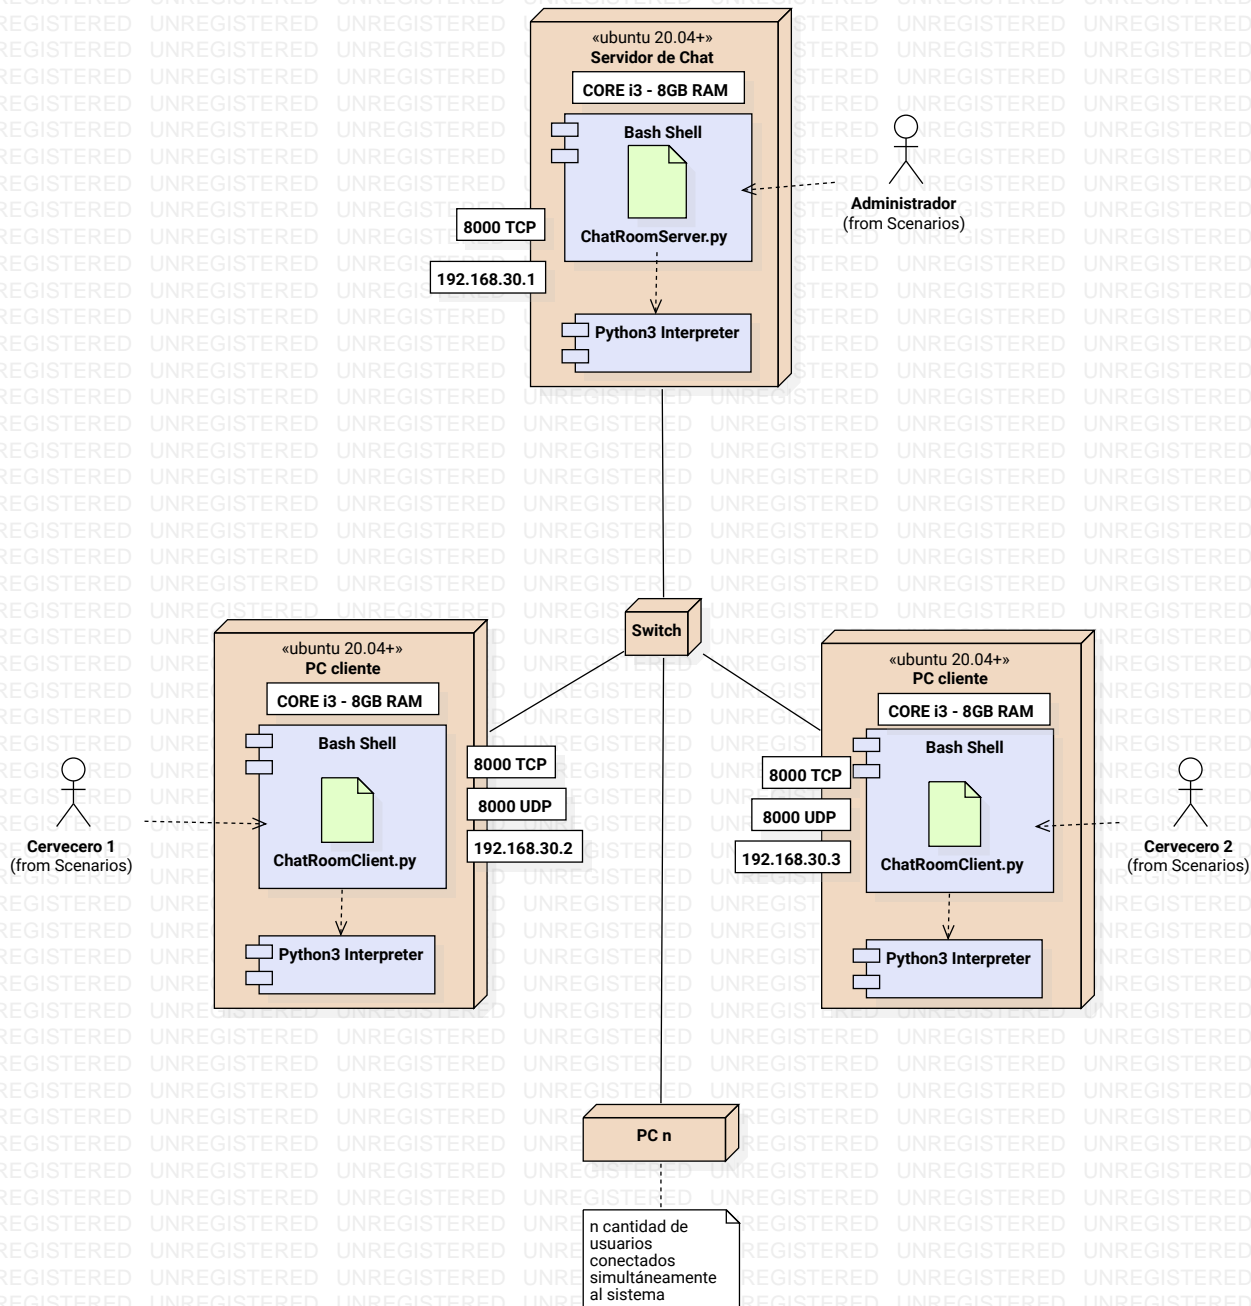 «ubuntu 20.04+»
Servidor de Chat
CORE i3 - 8GB RAM
Bash Shell
ChatRoomServer.py
8000 TCP
192.168.30.1
Python3 Interpreter
Administrador
(from Scenarios)
Switch
«ubuntu 20.04+»
PC cliente
CORE i3 - 8GB RAM
Bash Shell
ChatRoomClient.py
8000 TCP
8000 UDP
192.168.30.2
Python3 Interpreter
Cervecero 1
(from Scenarios)
«ubuntu 20.04+»
PC cliente
CORE i3 - 8GB RAM
Bash Shell
ChatRoomClient.py
8000 TCP
8000 UDP
192.168.30.3
Python3 Interpreter
Cervecero 2
(from Scenarios)
PC n
n cantidad de
usuarios
conectados
simultáneamente
al sistema
UNREGISTERED